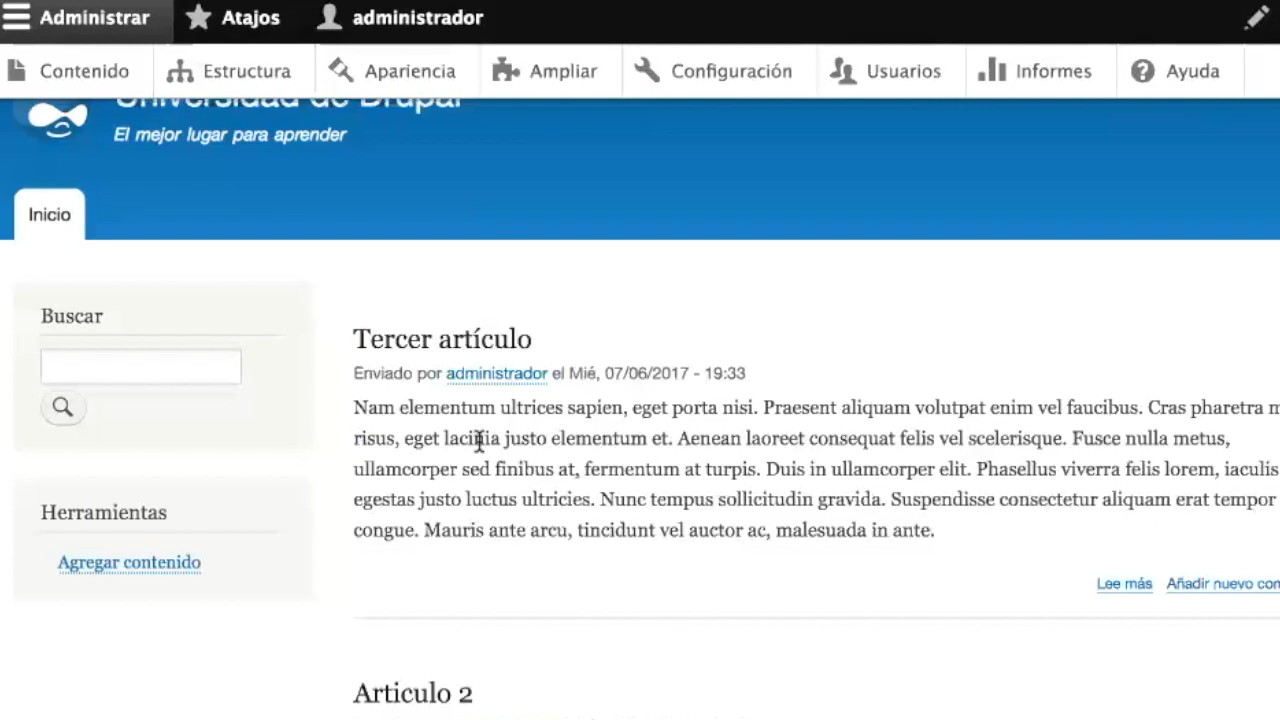 Administrar Atajos administrador
Contenido Estructura Apariencia Ampliar Configuración Usuarios Informes Ayuda
Universidad de Drupal
El mejor lugar para aprender
Inicio
Buscar
Herramientas
Agregar contenido
Tercer artículo
Enviado por administrador el Mié, 07/06/2017 - 19:33
Nam elementum ultrices sapien, eget porta nisi. Praesent aliquam volutpat enim vel faucibus. Cras pharetra
risus, eget lacinia justo elementum et. Aenean laoreet consequat felis vel scelerisque. Fusce nulla metus,
ullamcorper sed finibus at, fermentum at turpis. Duis in ullamcorper elit. Phasellus viverra felis lorem, iaculis
egestas justo luctus ultricies. Nunc tempus sollicitudin gravida. Suspendisse consectetur aliquam erat tempor
congue. Mauris ante arcu, tincidunt vel auctor ac, malesuada in ante.
Lee más Añadir nuevo
Articulo 2